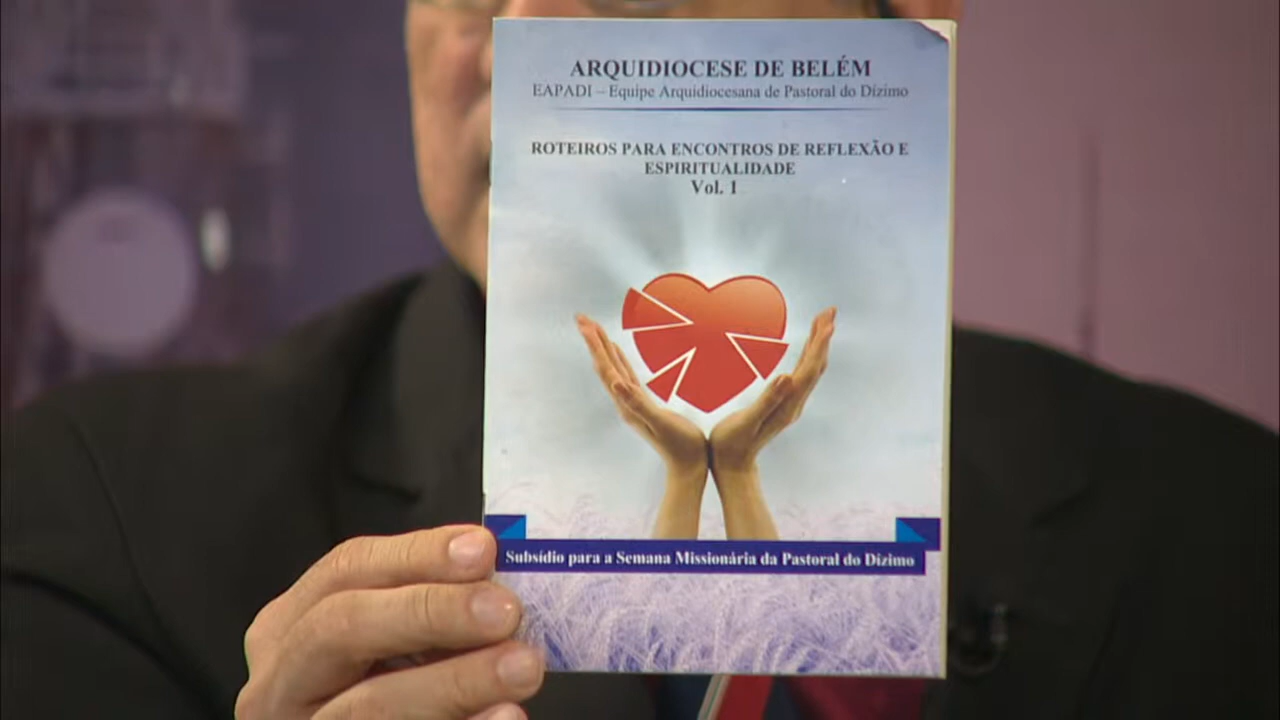 ARQUIDIOCESE DE BELÉM
EAPADI – Equipe Arquidiocesana de Pastoral do Dízimo
ROTEIROS PARA ENCONTROS DE REFLEXÃO E
ESPIRITUALIDADE
Vol. 1
Subsídio para a Semana Missionária da Pastoral do Dízimo